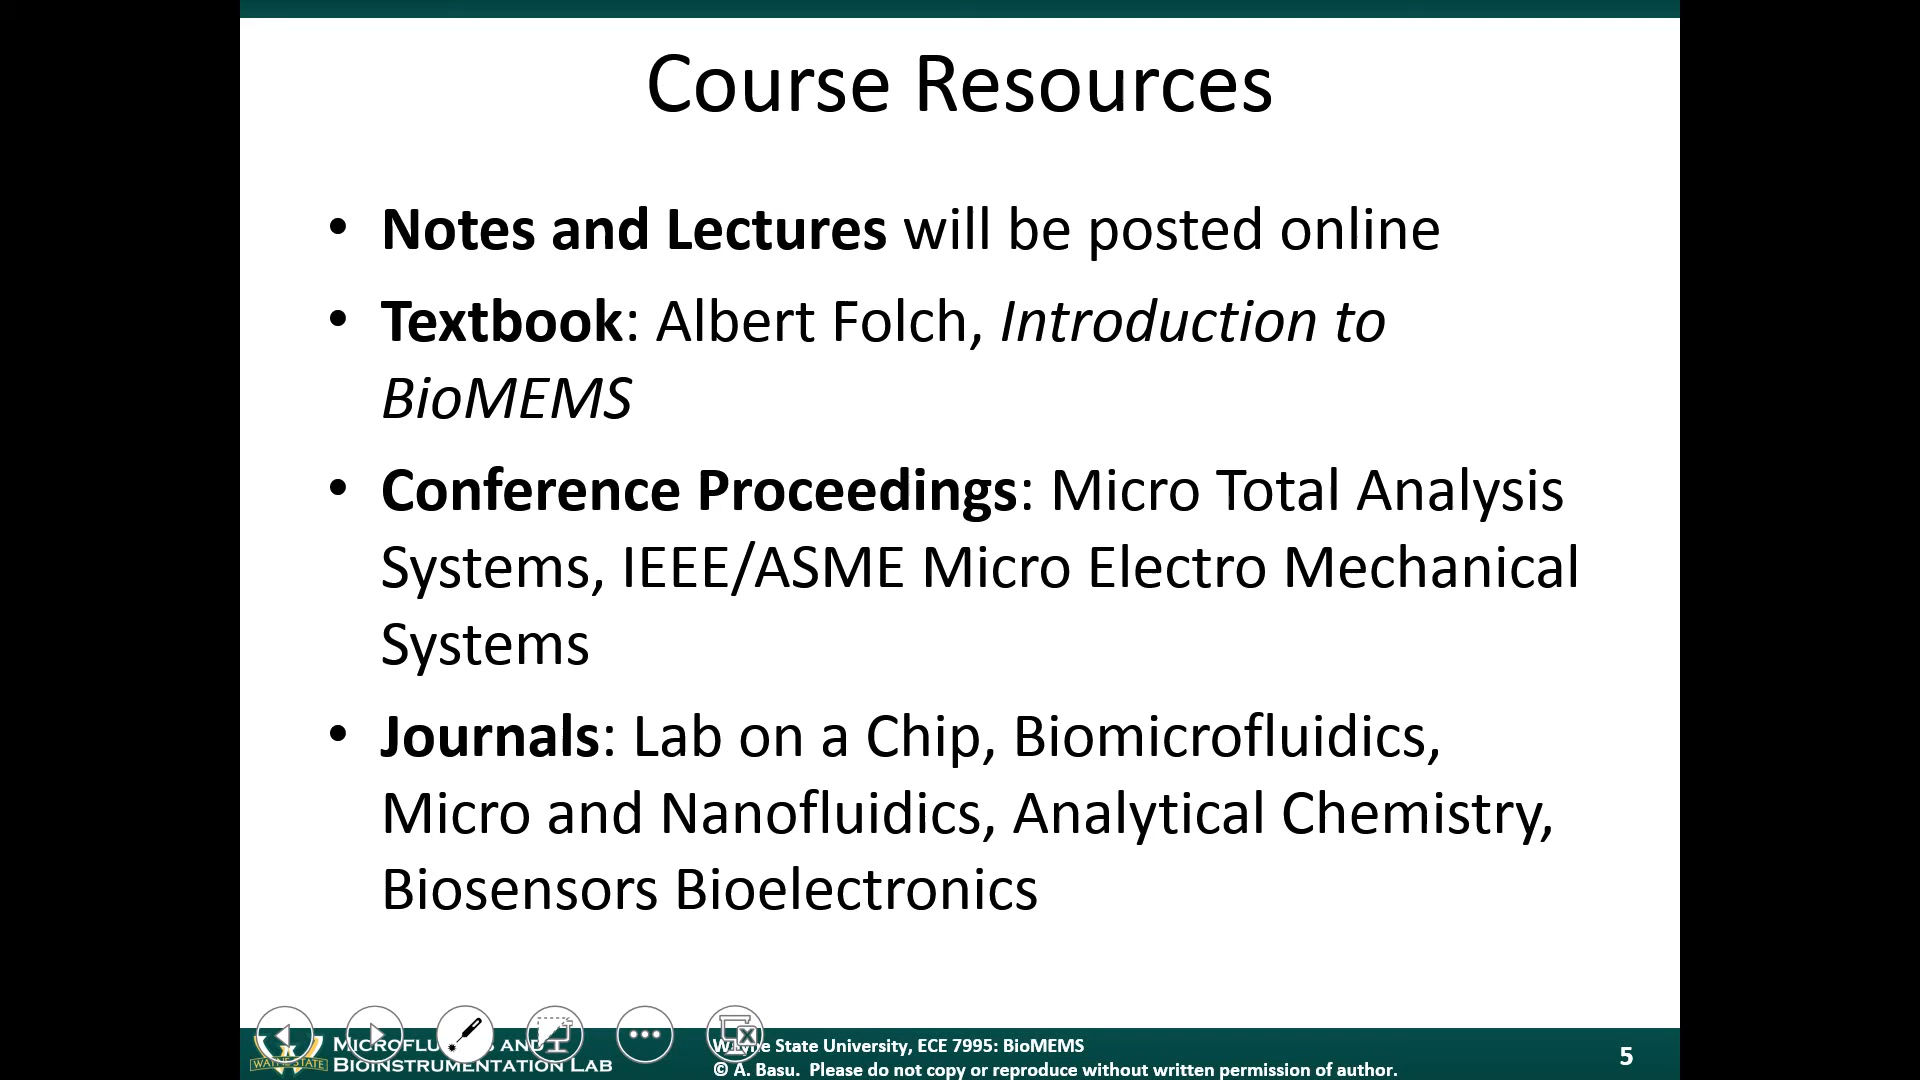 Course Resources
• Notes and Lectures will be posted online
• Textbook: Albert Folch, Introduction to
BioMEMS
• Conference Proceedings: Micro Total Analysis
Systems, IEEE/ASME Micro Electro Mechanical
Systems
• Journals: Lab on a Chip, Biomicrofluidics,
Micro and Nanofluidics, Analytical Chemistry,
Biosensors Bioelectronics
WAYNE STATE
AND
BIOINSTRUMENTATION LAB
State University, ECE 7995: BioMEMS
© A. Basu. Please do not copy or reproduce without written permission of author.
5